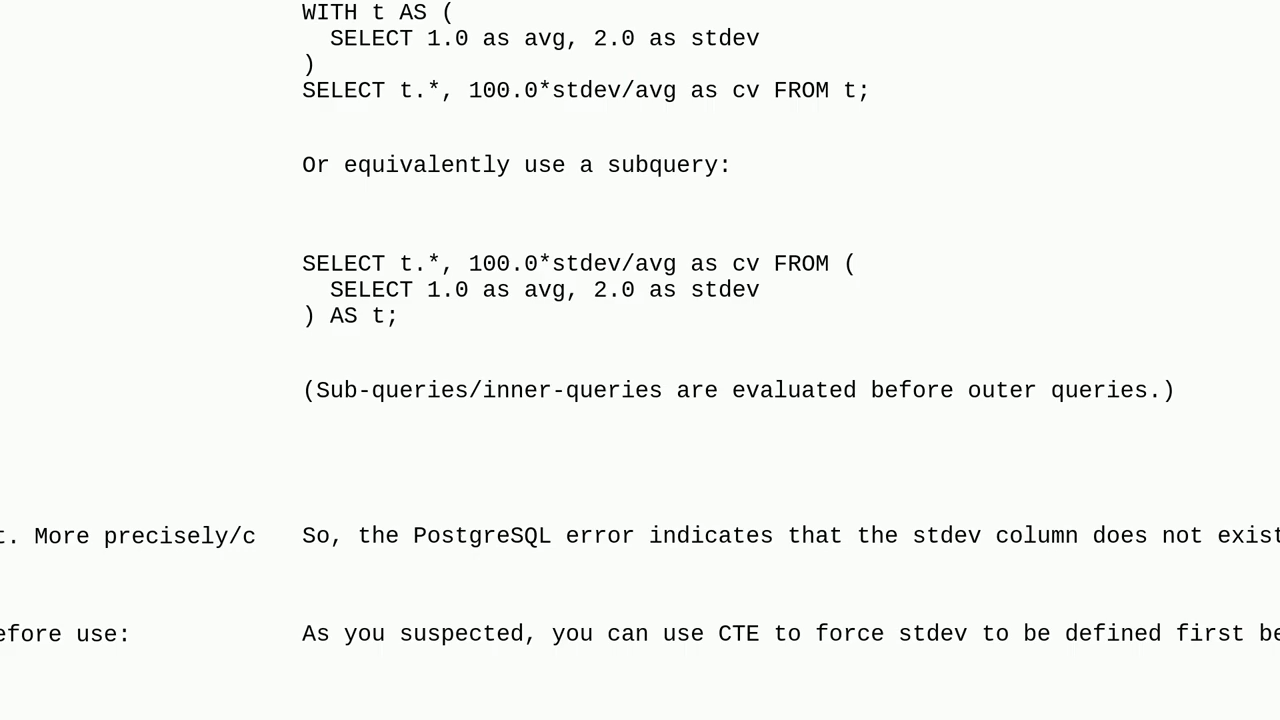 WITH t AS (
  SELECT 1.0 as avg, 2.0 as stdev
)
SELECT t.*, 100.0*stdev/avg as cv FROM t;
Or equivalently use a subquery:
SELECT t.*, 100.0*stdev/avg as cv FROM (
  SELECT 1.0 as avg, 2.0 as stdev
) AS t;
(Sub-queries/inner-queries are evaluated before outer queries.)
t. More precisely/c So, the PostgreSQL error indicates that the stdev column does not exist
efore use: As you suspected, you can use CTE to force stdev to be defined first be